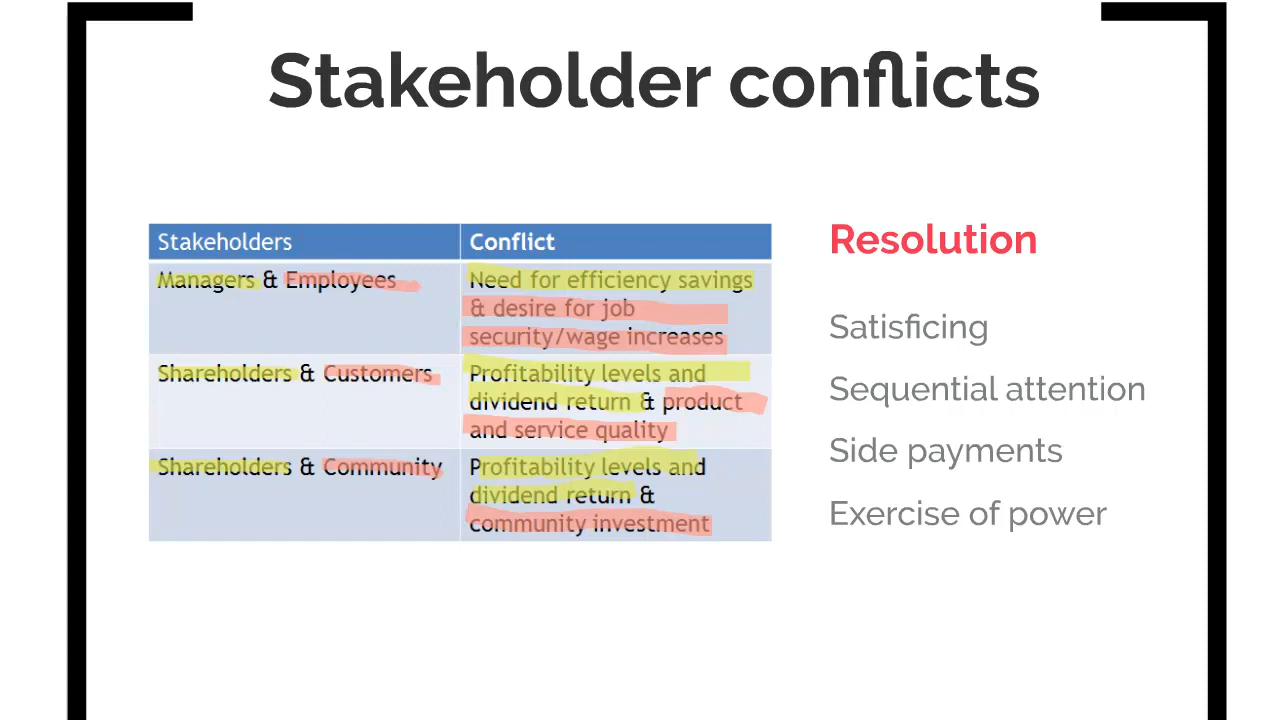 Stakeholder conflicts
Stakeholders
Conflict
Managers & Employees
Need for efficiency savings
& desire for job
security/wage increases
Shareholders & Customers
Profitability levels and
dividend return & product
and service quality
Shareholders & Community
Profitability levels and
dividend return &
community investment
Resolution
Satisficing
Sequential attention
Side payments
Exercise of power